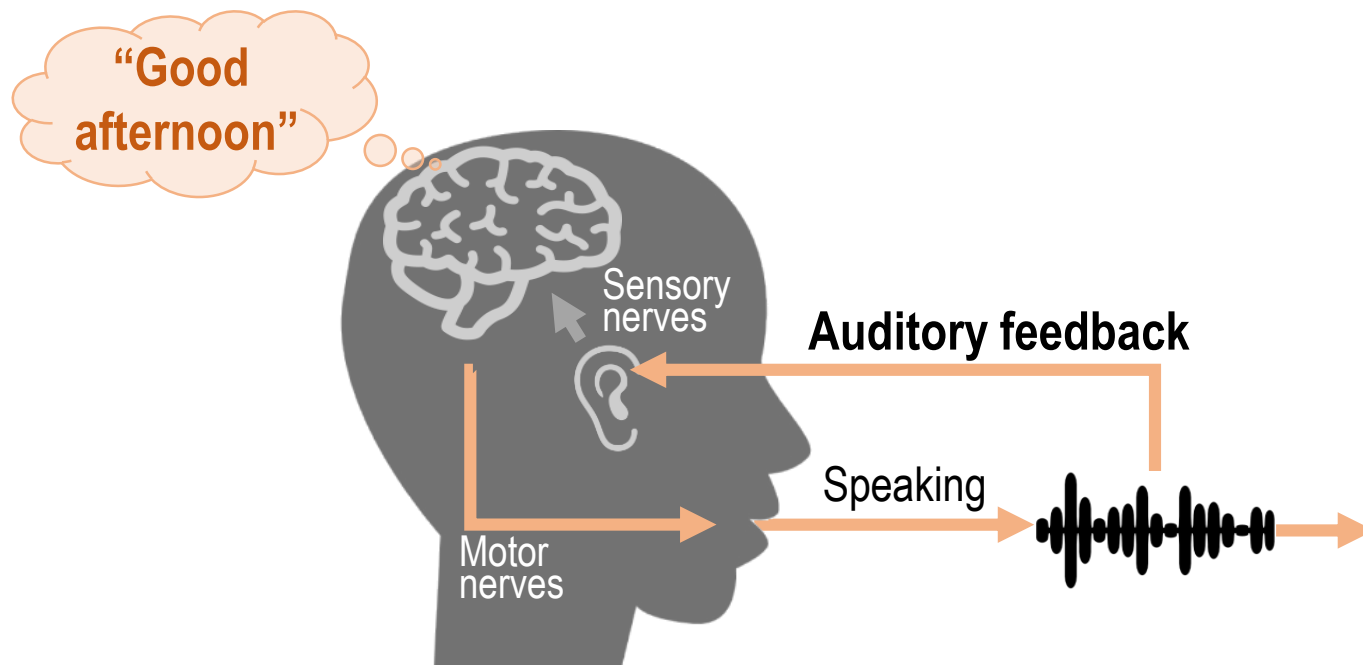 “Good
afternoon”
Sensory
nerves
Auditory feedback
Speaking
Motor
nerves